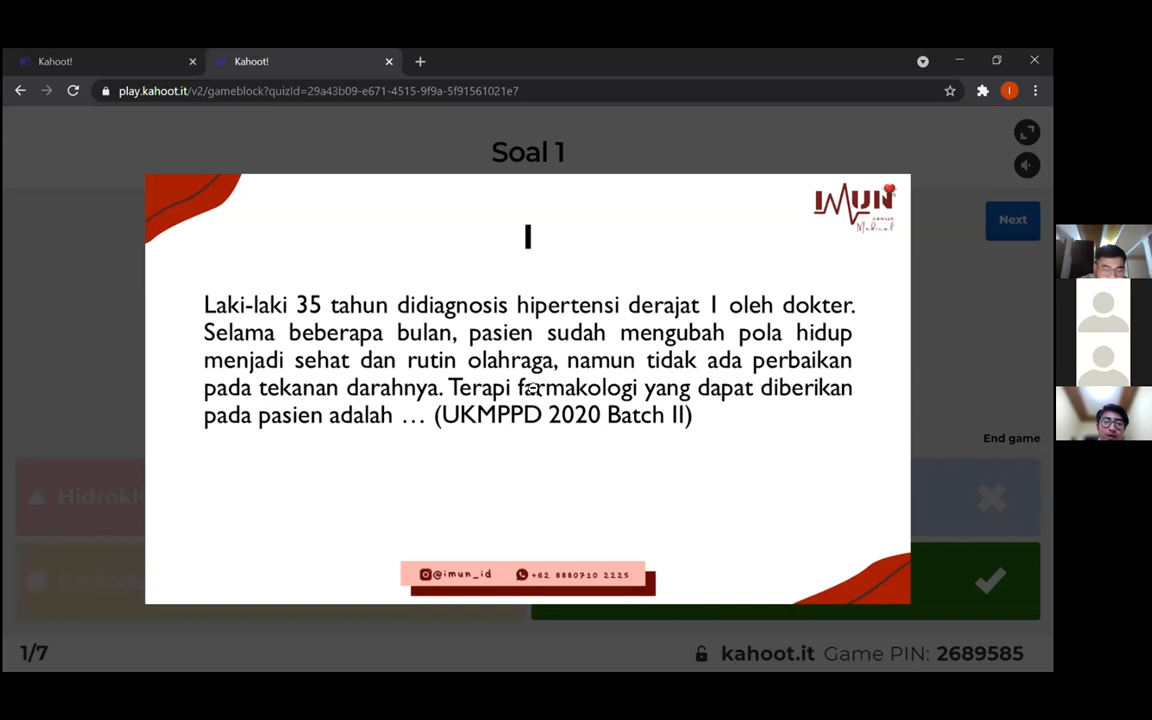 Kahoot!
Kahoot!
play.kahoot.it/v2/gameblock?quizId=29a43b09-e671-4515-9f9a-5f91561021e7
I
Soal 1
IMUN
Medical
Next
I
Laki-laki 35 tahun didiagnosis hipertensi derajat 1 oleh dokter.
Selama beberapa bulan, pasien sudah mengubah pola hidup
menjadi sehat dan rutin olahraga, namun tidak ada perbaikan
pada tekanan darahnya. Terapi farmakologi yang dapat diberikan
pada pasien adalah … (UKMPPD 2020 Batch II)
End game
@imun_id +62 8880710 2225
1/7
kahoot.it Game PIN: 2689585